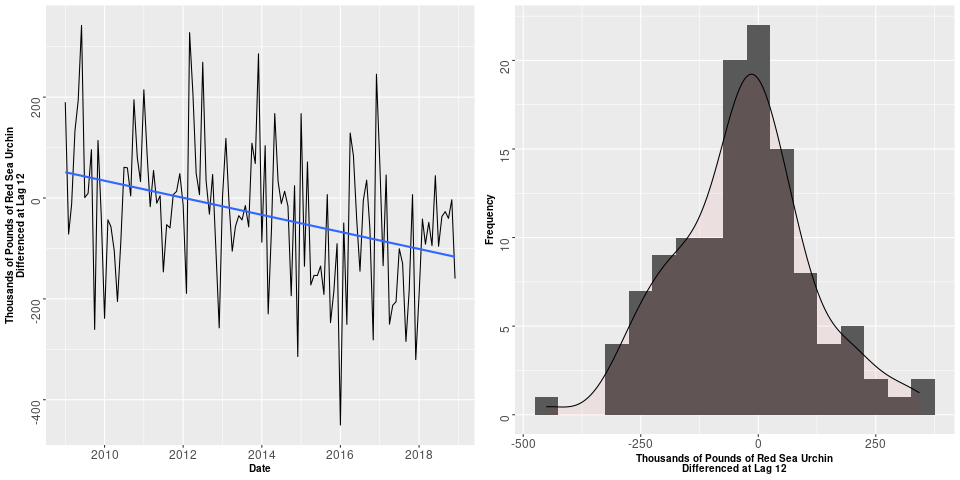 Thousands of Pounds of Red Sea Urchin
Differenced at Lag 12
200
0
-200
-400
2010 2012 2014 2016 2018
Date
Frequency
20
15
10
5
0
-500 -250 0 250
Thousands of Pounds of Red Sea Urchin
Differenced at Lag 12